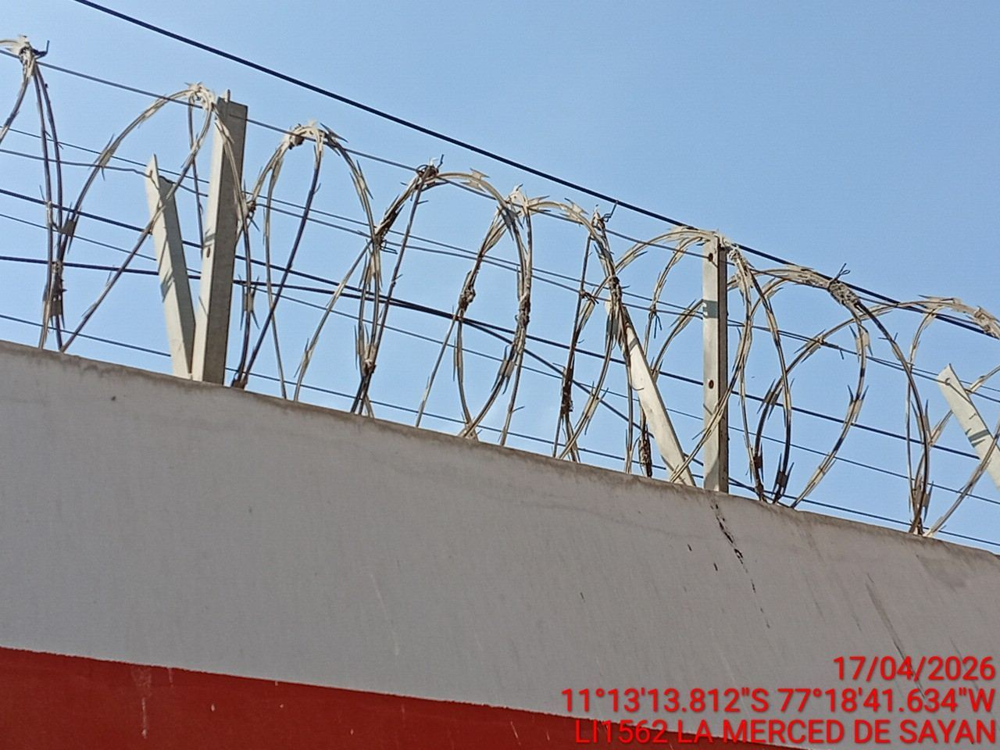 17/04/2026
11°13'13.812"S 77°18'41.634"W
LI1562 LA MERCED DE SAYAN